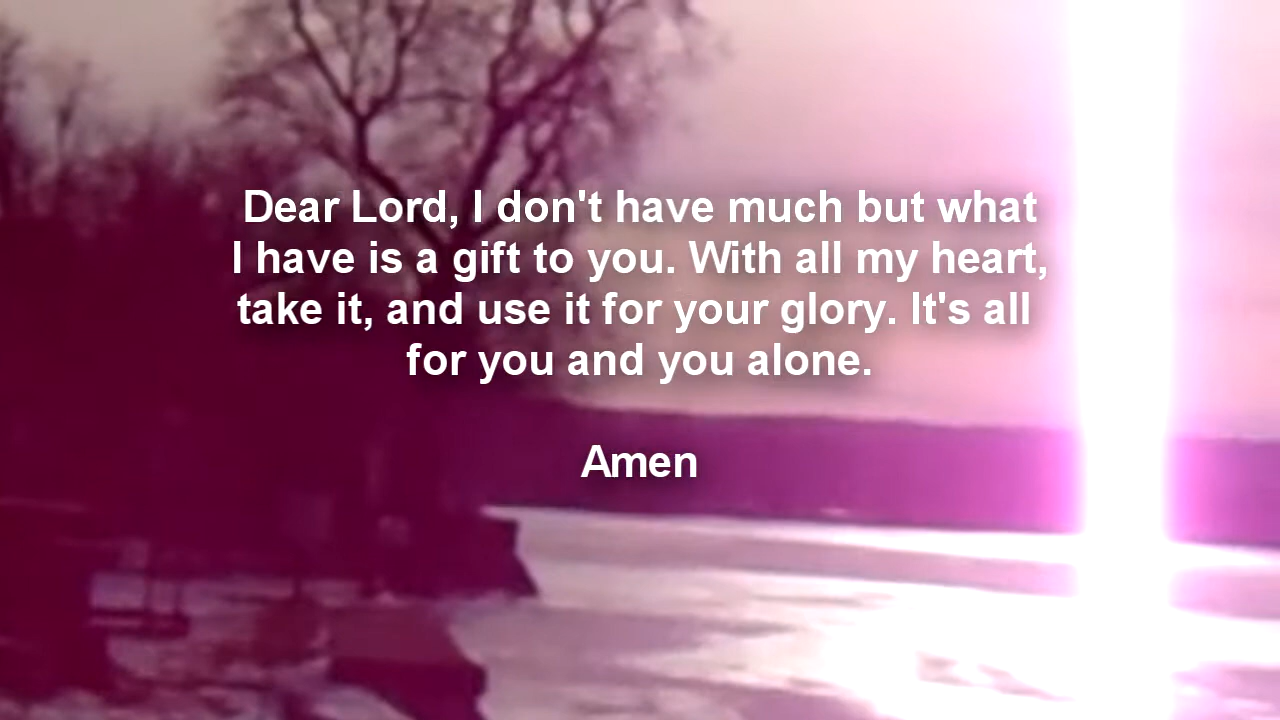 Dear Lord, I don't have much but what
I have is a gift to you. With all my heart,
take it, and use it for your glory. It's all
for you and you alone.
Amen